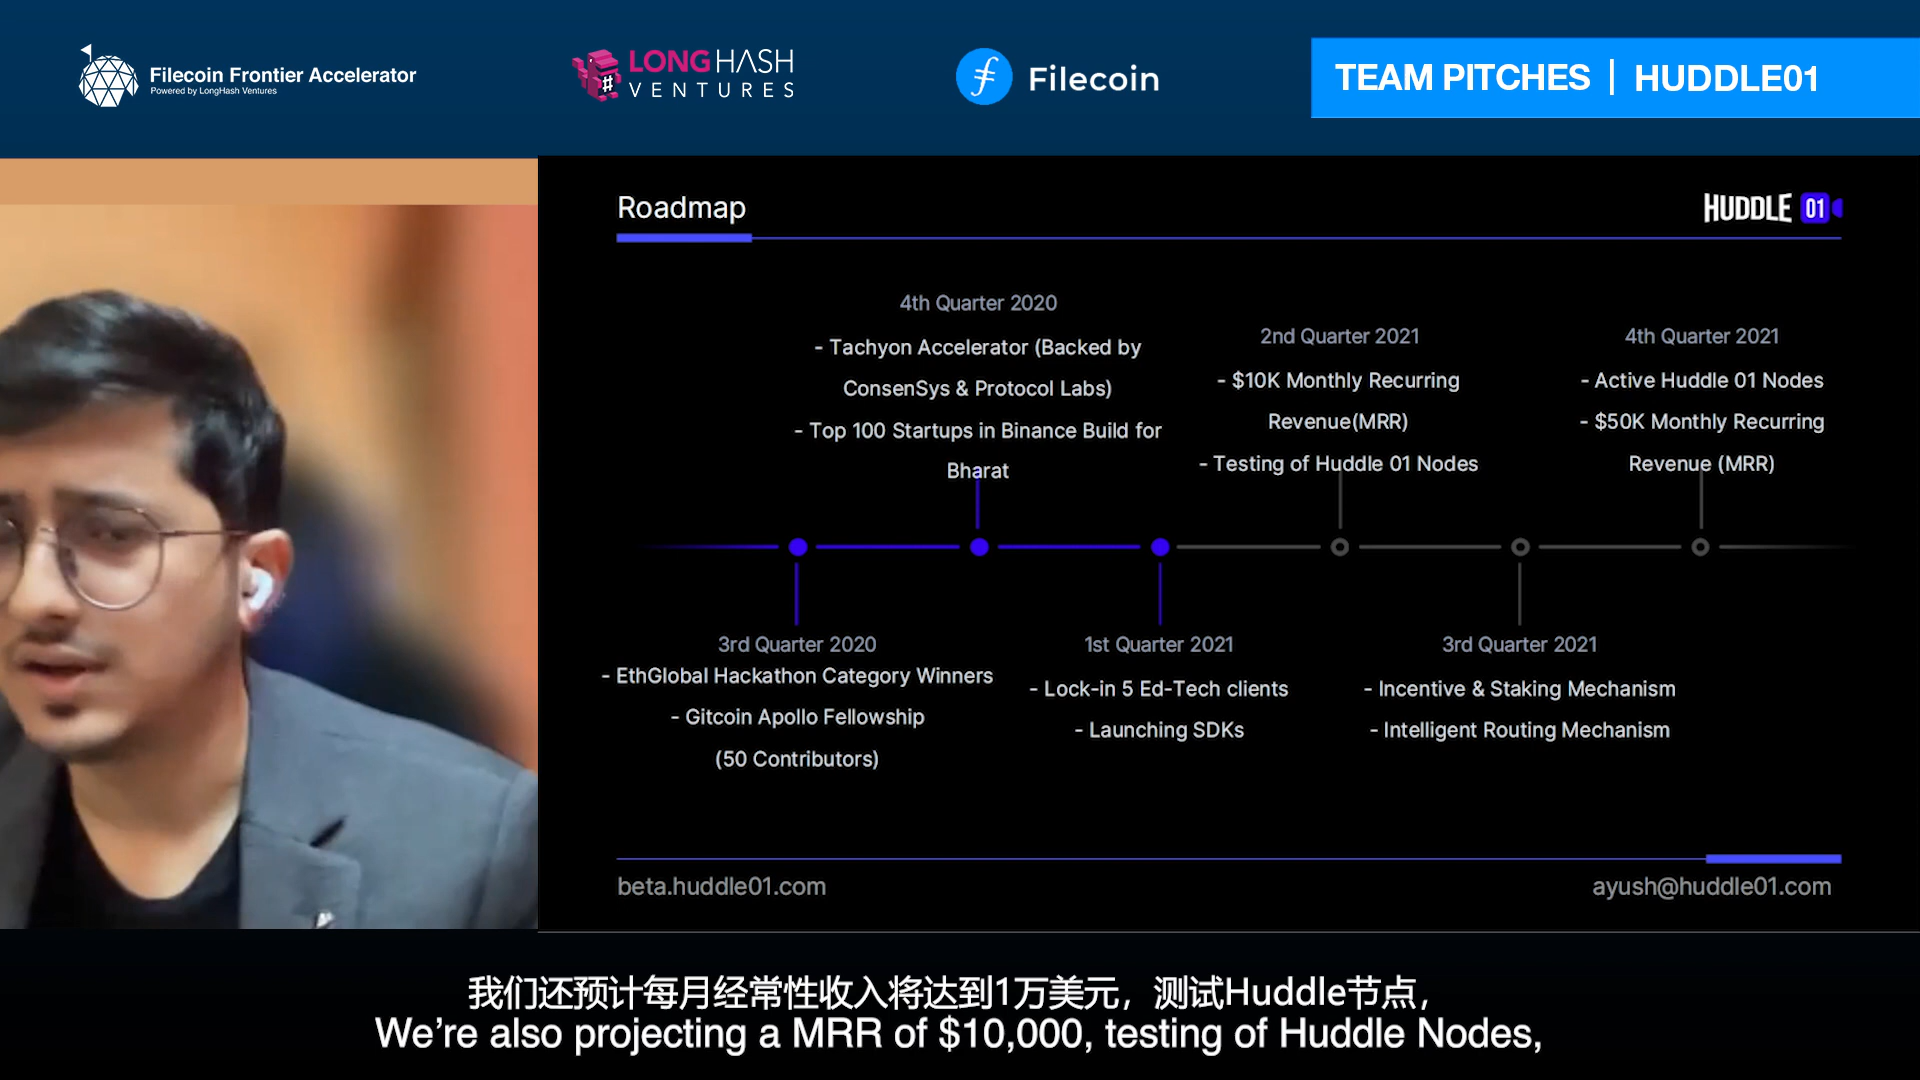 Filecoin Frontier Accelerator
Powered by LongHash Ventures
LONGHASH
VENTURES
Filecoin
TEAM PITCHES | HUDDLE01
Roadmap
HUDDLE 01
4th Quarter 2020
- Tachyon Accelerator (Backed by
ConsenSys & Protocol Labs)
- Top 100 Startups in Binance Build for
Bharat
2nd Quarter 2021
- $10K Monthly Recurring
Revenue(MRR)
- Testing of Huddle 01 Nodes
4th Quarter 2021
- Active Huddle 01 Nodes
- $50K Monthly Recurring
Revenue (MRR)
3rd Quarter 2020
- EthGlobal Hackathon Category Winners
- Gitcoin Apollo Fellowship
(50 Contributors)
1st Quarter 2021
- Lock-in 5 Ed-Tech clients
- Launching SDKs
3rd Quarter 2021
- Incentive & Staking Mechanism
- Intelligent Routing Mechanism
beta.huddle01.com
ayush@huddle01.com
我们还预计每月经常性收入将达到1万美元，测试Huddle节点，
We’re also projecting a MRR of $10,000, testing of Huddle Nodes,